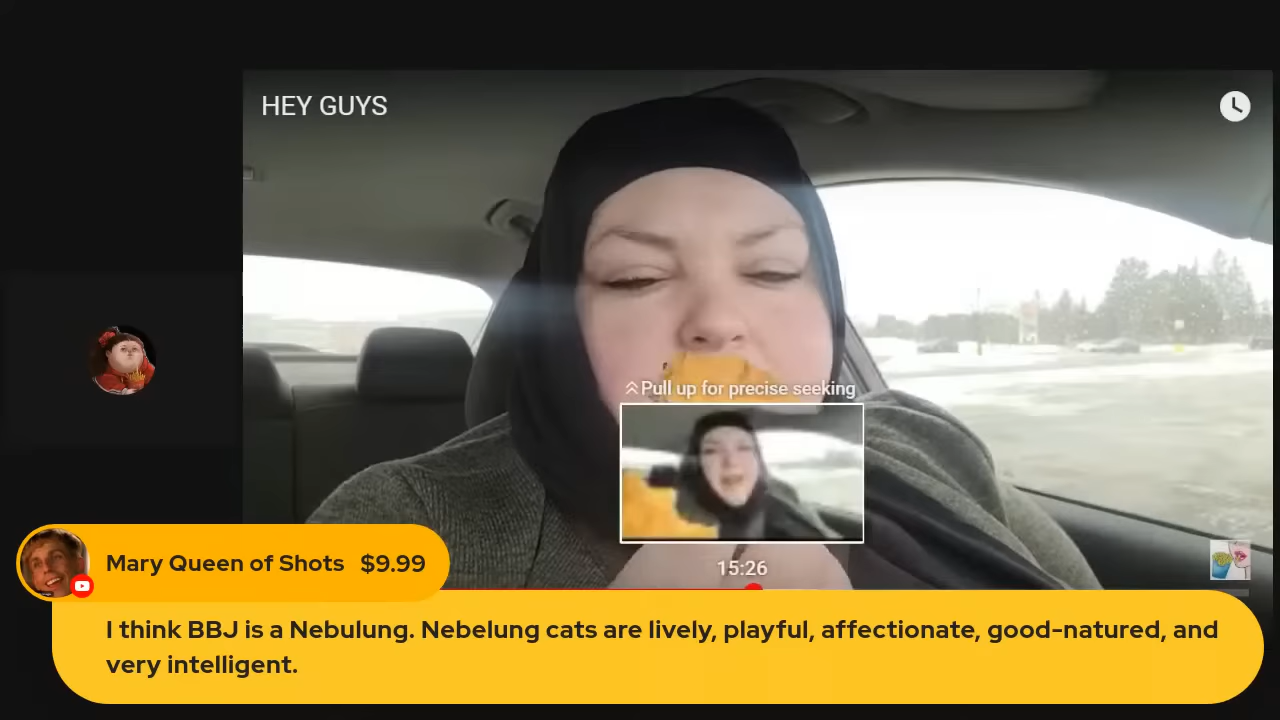 HEY GUYS
Pull up for precise seeking
15:26
Mary Queen of Shots $9.99
I think BBJ is a Nebulung. Nebelung cats are lively, playful, affectionate, good-natured, and
very intelligent.